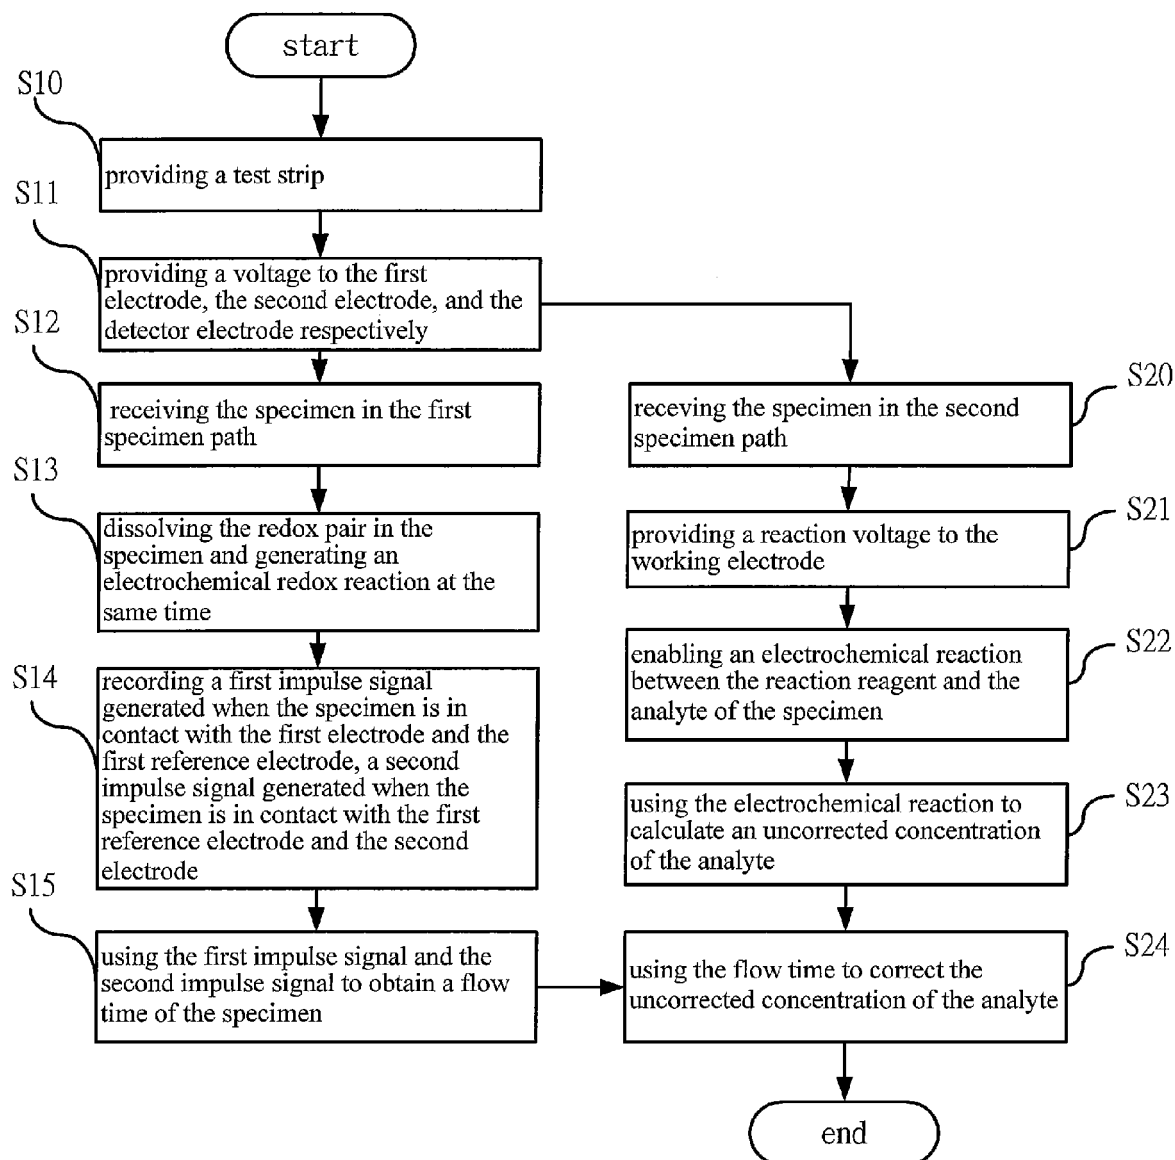 start
S10
providing a test strip
S11
providing a voltage to the first
electrode, the second electrode, and the
detector electrode respectively
S12
receiving the specimen in the first
specimen path
S13
dissolving the redox pair in the
specimen and generating an
electrochemical redox reaction at the
same time
S14
recording a first impulse signal
generated when the specimen is in
contact with the first electrode and the
first reference electrode, a second
impulse signal generated when the
specimen is in contact with the first
reference electrode and the second
electrode
S15
using the first impulse signal and the
second impulse signal to obtain a flow
time of the specimen
S20
receving the specimen in the second
specimen path
S21
providing a reaction voltage to the
working electrode
S22
enabling an electrochemical reaction
between the reaction reagent and the
analyte of the specimen
S23
using the electrochemical reaction to
calculate an uncorrected concentration
of the analyte
S24
using the flow time to correct the
uncorrected concentration of the analyte
end